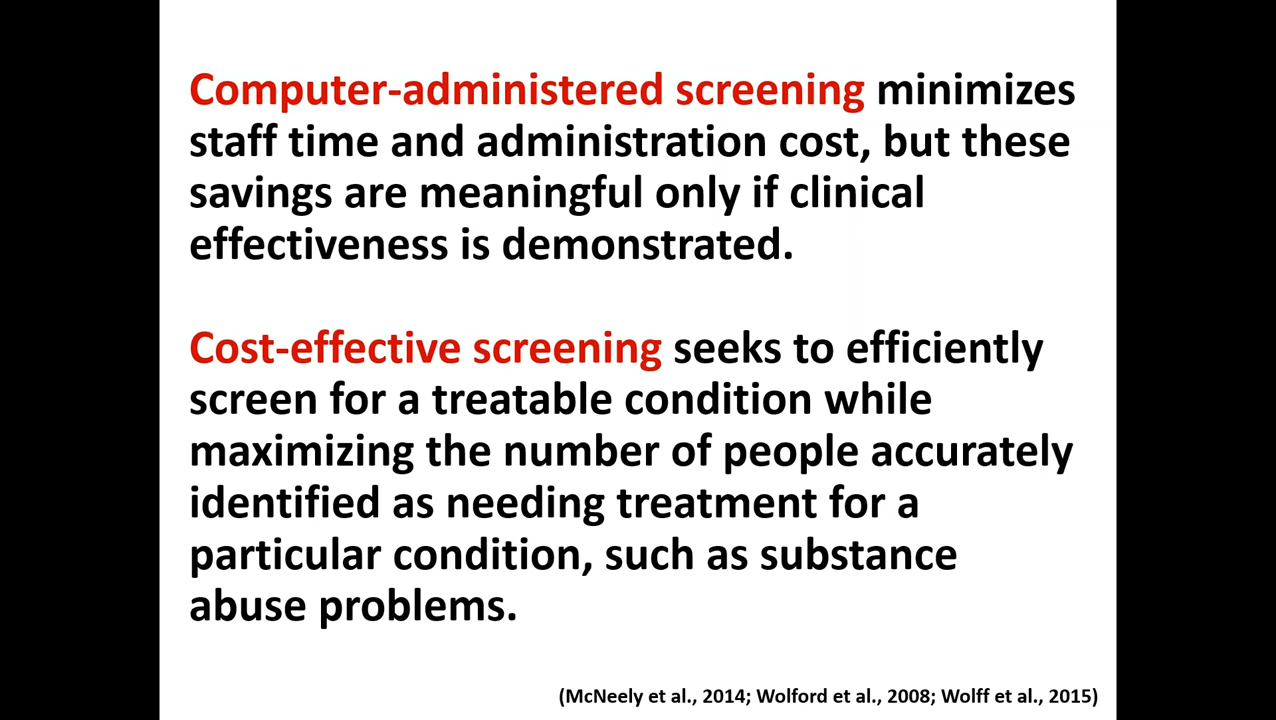 Computer-administered screening minimizes
staff time and administration cost, but these
savings are meaningful only if clinical
effectiveness is demonstrated.
Cost-effective screening seeks to efficiently
screen for a treatable condition while
maximizing the number of people accurately
identified as needing treatment for a
particular condition, such as substance
abuse problems.
(McNeely et al., 2014; Wolford et al., 2008; Wolff et al., 2015)